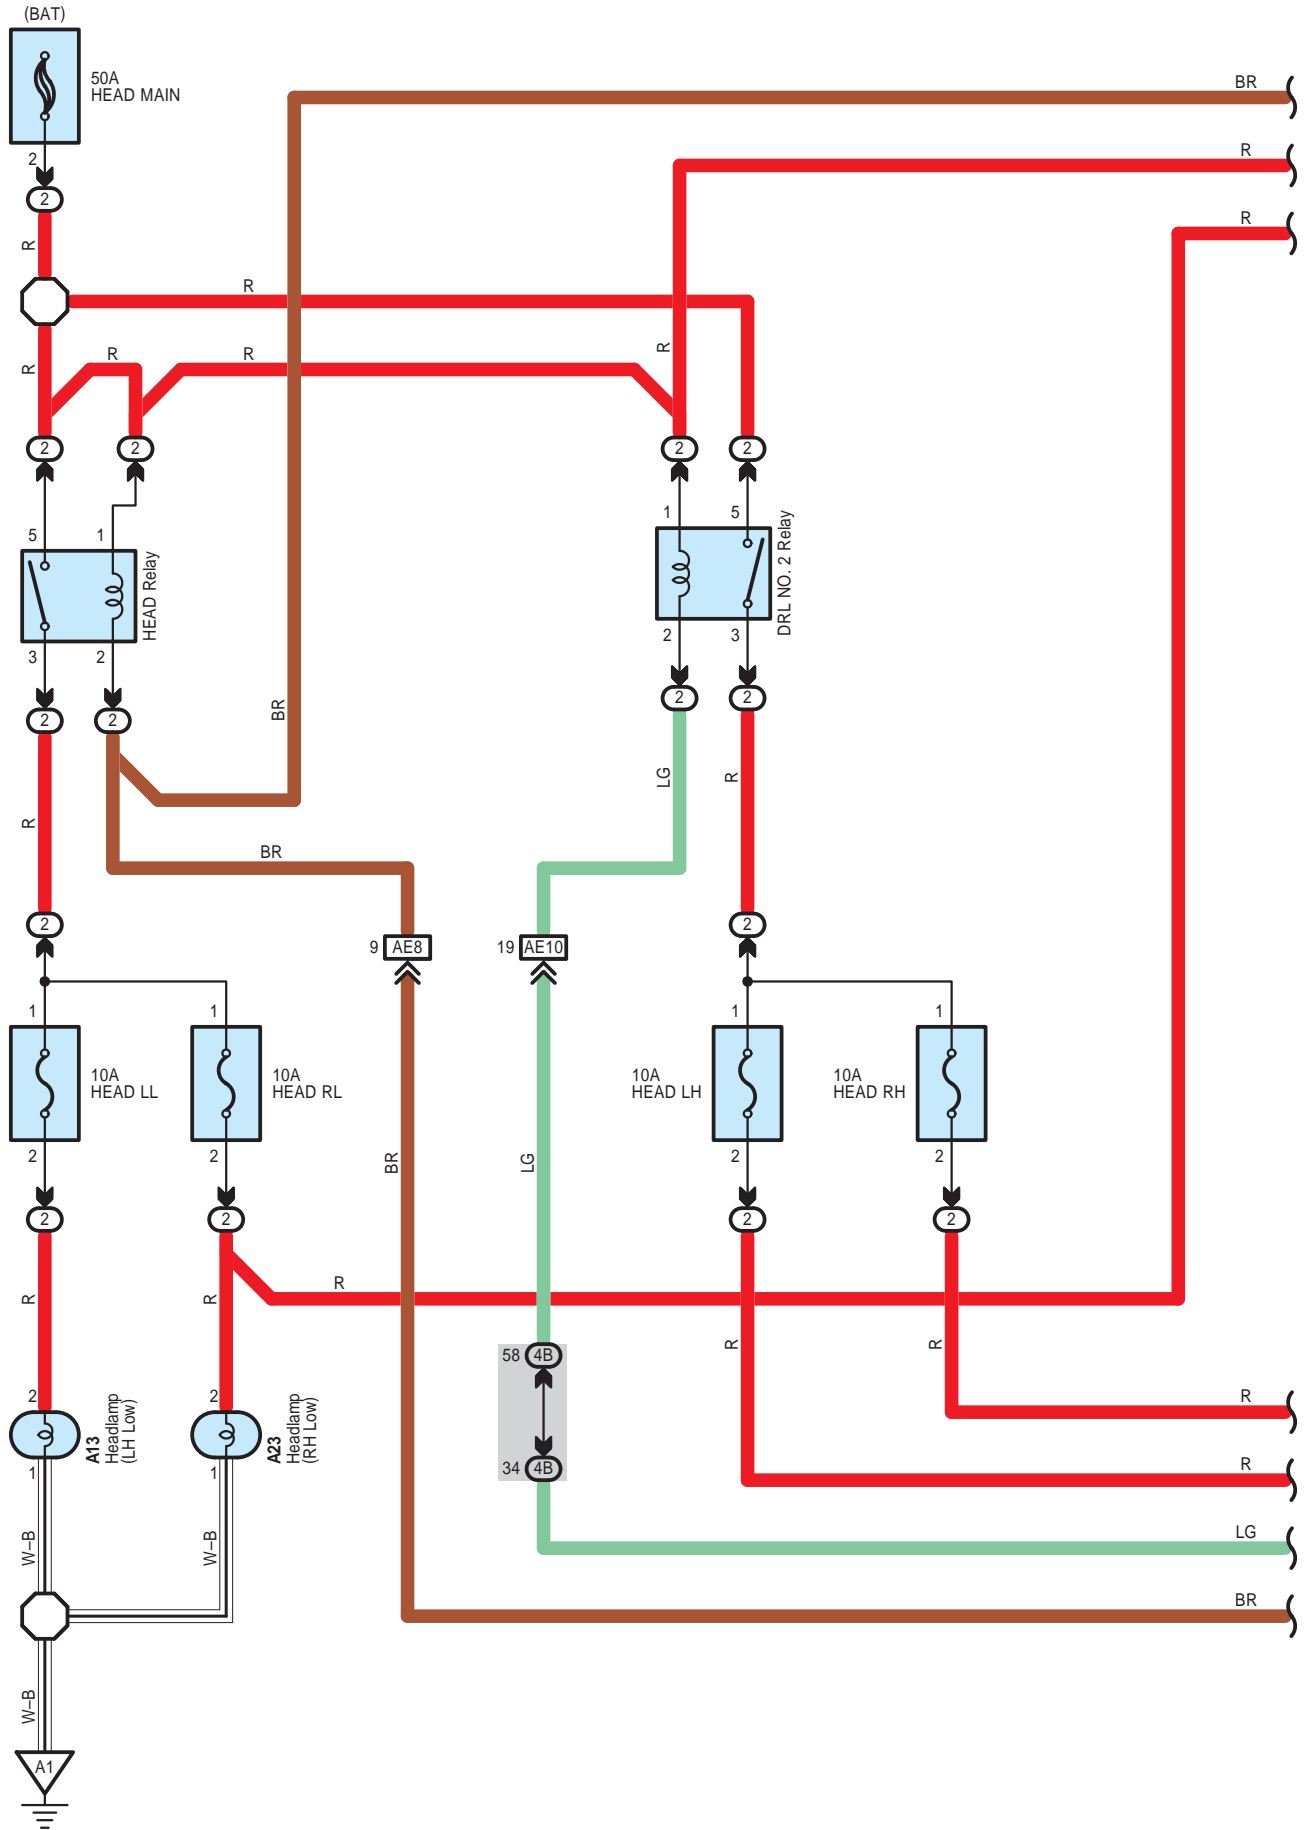 (BAT)
50A
HEAD MAIN
BR
R
R
2
2
R
R
R
R
R
R
2
2
2
2
5
1
HEAD Relay
1
5
DRL NO. 2 Relay
3
2
2
3
2
2
2
2
BR
R
LG
R
BR
2
2
9
AE8
19
AE10
1
1
1
1
10A
HEAD LL
10A
HEAD RL
10A
HEAD LH
10A
HEAD RH
2
2
2
2
BR
LG
2
2
2
2
R
R
R
R
R
58
4B
34
4B
2
2
A13
Headlamp
(LH Low)
A23
Headlamp
(RH Low)
1
1
R
R
W–B
W–B
LG
BR
W–B
A1